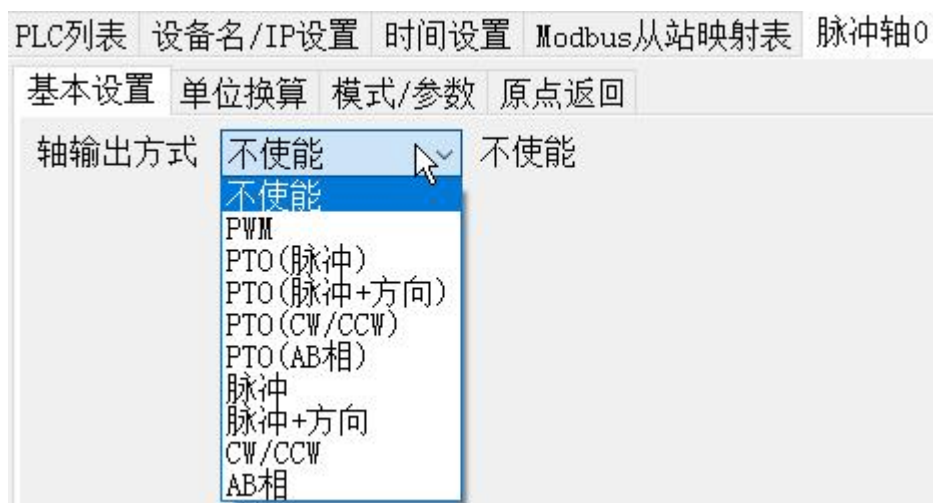 PLC列表 设备名/IP设置 时间设置 Modbus从站映射表 脉冲轴0
基本设置 单位换算 模式/参数 原点返回
轴输出方式 不使能 不使能
不使能
PWM
PTO(脉冲)
PTO(脉冲+方向)
PTO(CW/CCW)
PTO(AB相)
脉冲
脉冲+方向
CW/CCW
AB相